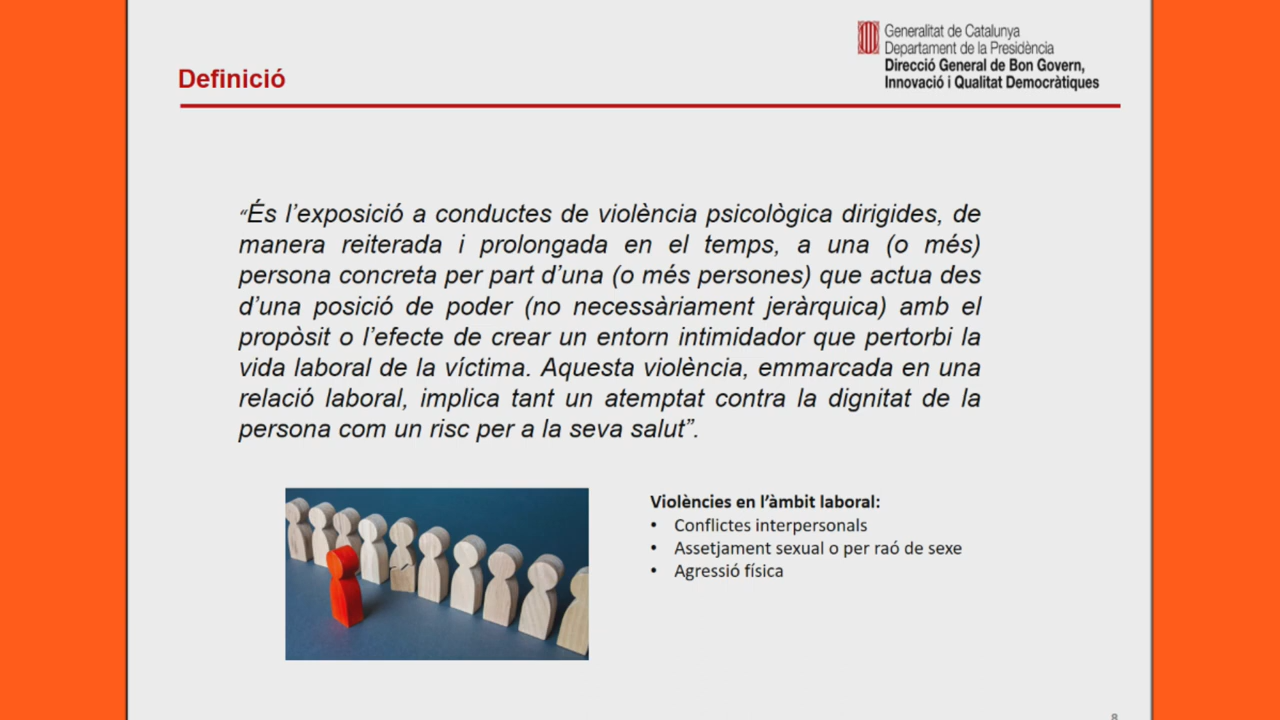 Generalitat de Catalunya
Departament de la Presidència
Direcció General de Bon Govern,
Innovació i Qualitat Democràtiques
Definició
“És l’exposició a conductes de violència psicològica dirigides, de
manera reiterada i prolongada en el temps, a una (o més)
persona concreta per part d’una (o més persones) que actua des
d’una posició de poder (no necessàriament jeràrquica) amb el
propòsit o l’efecte de crear un entorn intimidador que pertorbi la
vida laboral de la víctima. Aquesta violència, emmarcada en una
relació laboral, implica tant un atemptat contra la dignitat de la
persona com un risc per a la seva salut”.
Violències en l’àmbit laboral:
• Conflictes interpersonals
• Assetjament sexual o per raó de sexe
• Agressió física
8